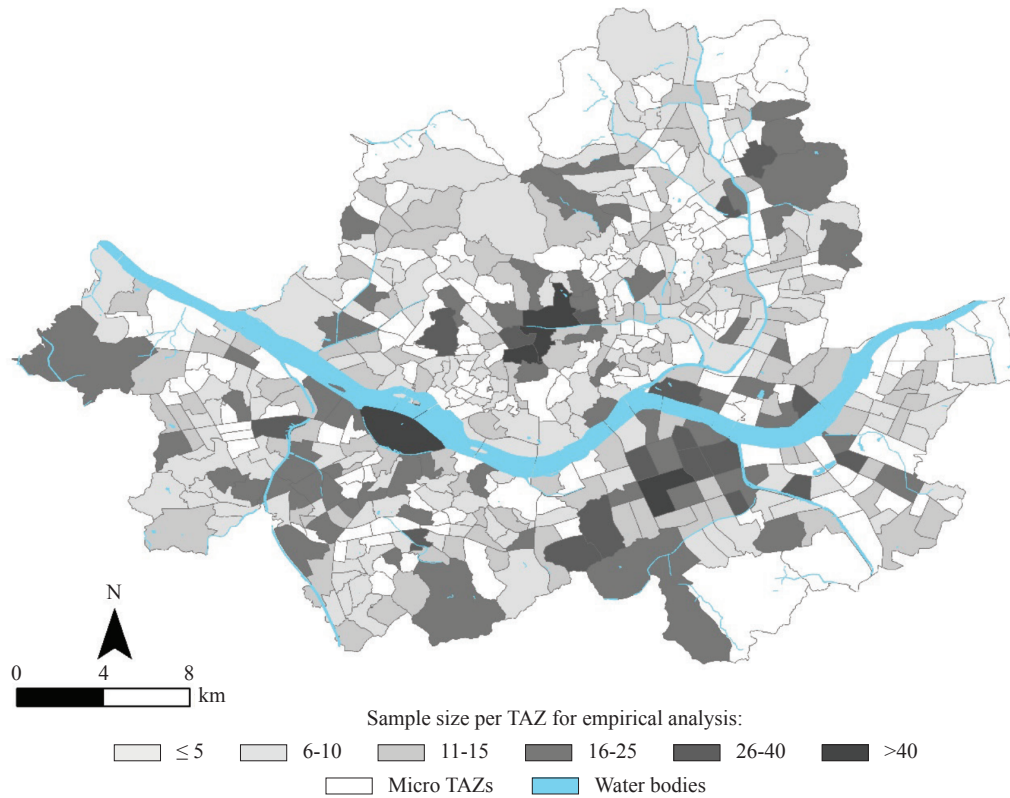 N
0 4 8
km
Sample size per TAZ for empirical analysis:
≤ 5 6-10 11-15 16-25 26-40 >40
Micro TAZs Water bodies